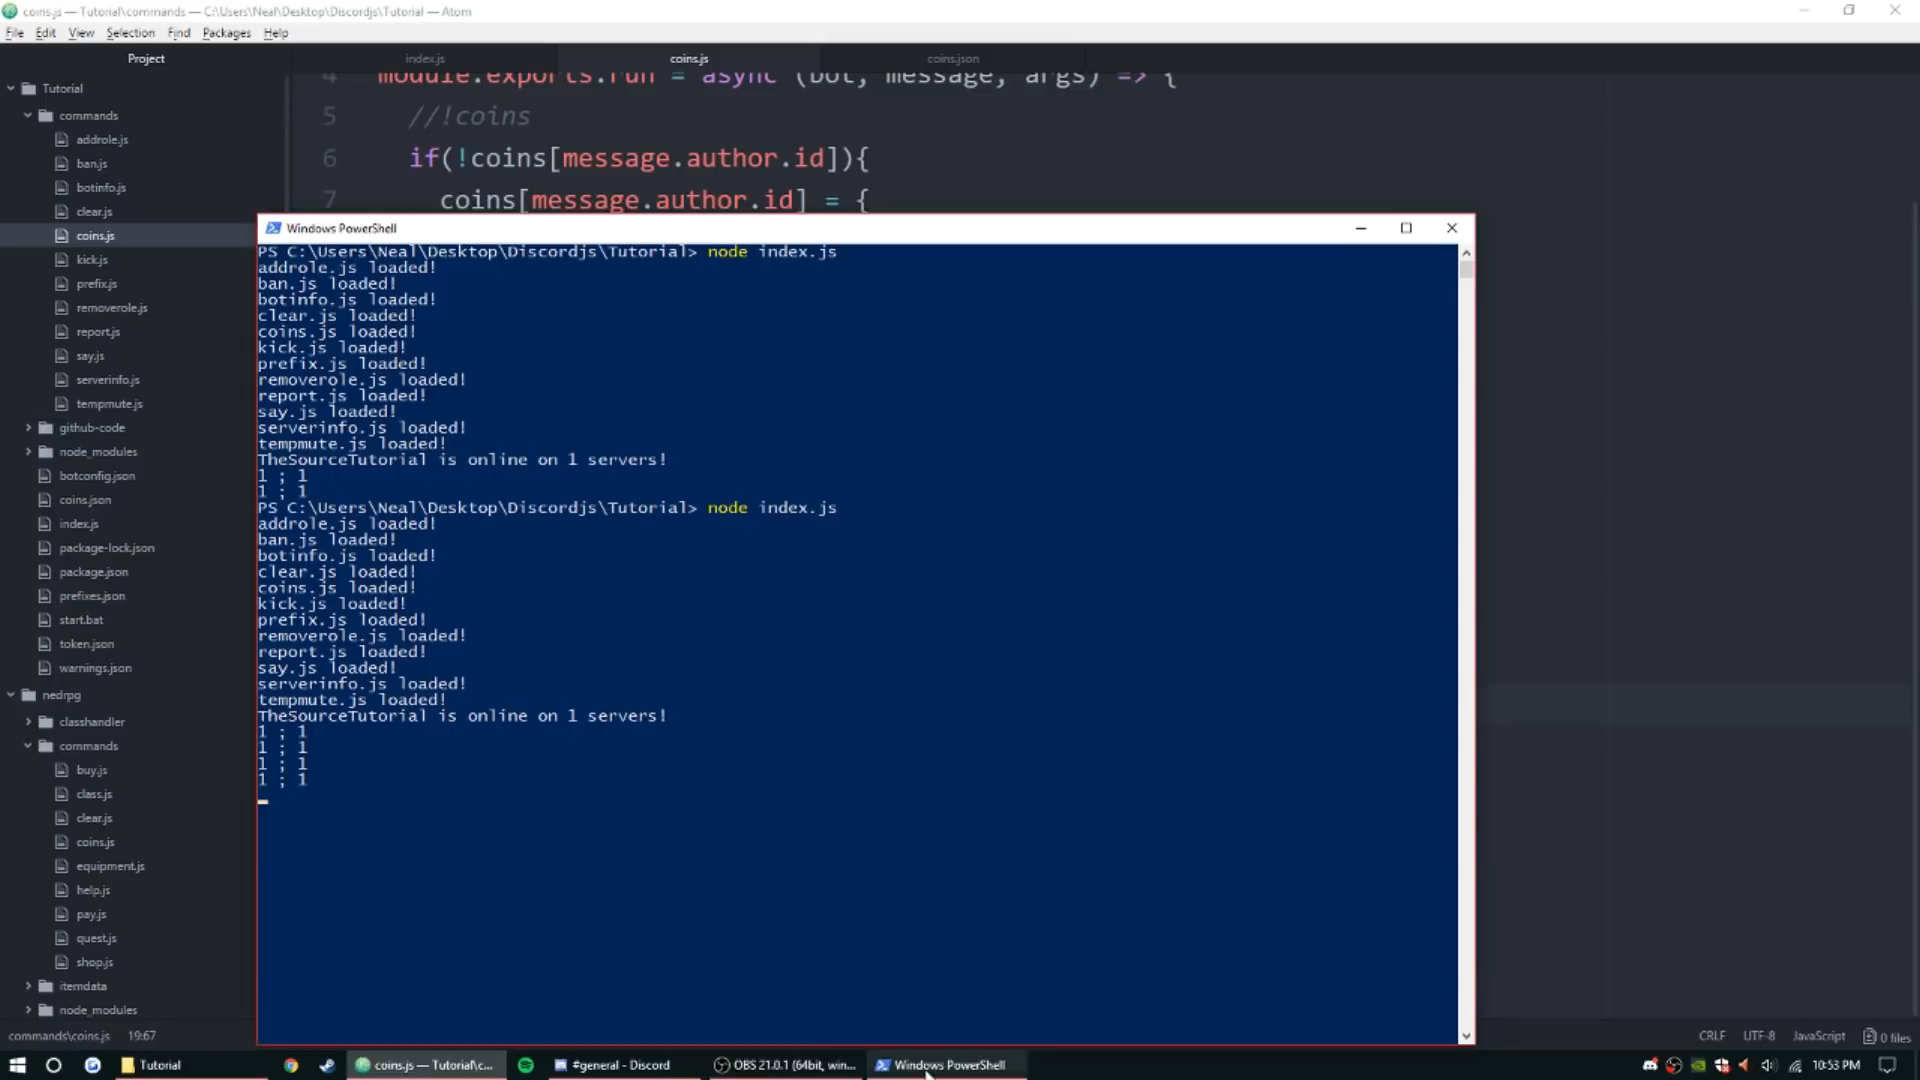 coins.js — Tutorial\commands — C:\Users\Neal\Desktop\Discordjs\Tutorial — Atom
File Edit View Selection Find Packages Help
Project
index.js
coins.js
coins.json
Tutorial
commands
addrole.js
ban.js
botinfo.js
clear.js
coins.js
kick.js
prefix.js
removerole.js
report.js
say.js
serverinfo.js
tempmute.js
github-code
node_modules
botconfig.json
coins.json
index.js
package-lock.json
package.json
prefixes.json
start.bat
token.json
warnings.json
nedrpg
classhandler
commands
buy.js
class.js
clear.js
coins.js
equipment.js
help.js
pay.js
quest.js
shop.js
itemdata
node_modules
4 module.exports.run = async (bot, message, args) => {
5 //!coins
6 if(!coins[message.author.id]){
7 coins[message.author.id] = {
Windows PowerShell
PS C:\Users\Neal\Desktop\Discordjs\Tutorial> node index.js
addrole.js loaded!
ban.js loaded!
botinfo.js loaded!
clear.js loaded!
coins.js loaded!
kick.js loaded!
prefix.js loaded!
removerole.js loaded!
report.js loaded!
say.js loaded!
serverinfo.js loaded!
tempmute.js loaded!
TheSourceTutorial is online on 1 servers!
1 ; 1
1 ; 1
PS C:\Users\Neal\Desktop\Discordjs\Tutorial> node index.js
addrole.js loaded!
ban.js loaded!
botinfo.js loaded!
clear.js loaded!
coins.js loaded!
kick.js loaded!
prefix.js loaded!
removerole.js loaded!
report.js loaded!
say.js loaded!
serverinfo.js loaded!
tempmute.js loaded!
TheSourceTutorial is online on 1 servers!
1 ; 1
1 ; 1
1 ; 1
1 ; 1
commands\coins.js 19:67
CRLF UTF-8 JavaScript 0 files
Tutorial
coins.js — Tutorial\c...
#general - Discord
OBS 21.0.1 (64bit, win...
Windows PowerShell
10:53 PM